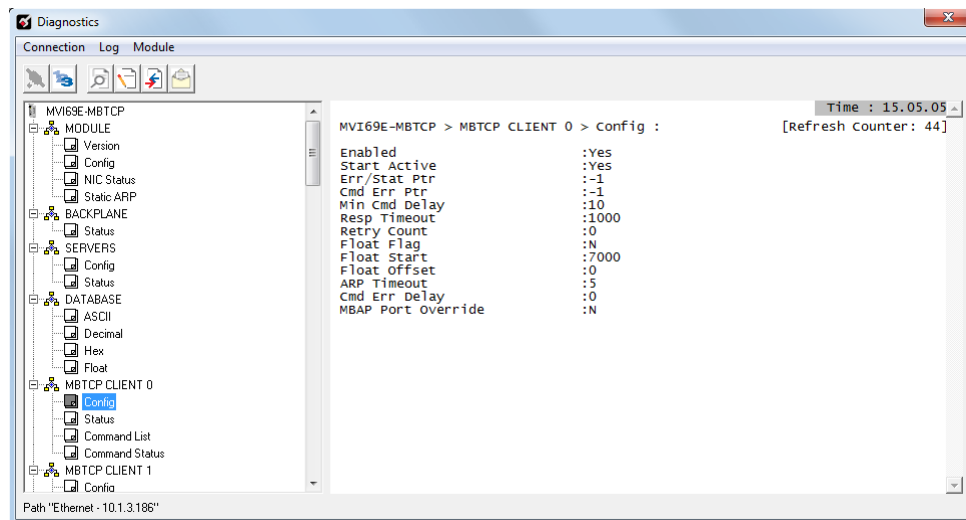 Diagnostics
Connection Log Module
MVI69E-MBTCP
MODULE
Version
Config
NIC Status
Static ARP
BACKPLANE
Status
SERVERS
Config
Status
DATABASE
ASCII
Decimal
Hex
Float
MBTCP CLIENT 0
Config
Status
Command List
Command Status
MBTCP CLIENT 1
Config
Time : 15.05.05
MVI69E-MBTCP > MBTCP CLIENT 0 > Config : [Refresh Counter: 44]
Enabled :Yes
Start Active :Yes
Err/Stat Ptr :-1
Cmd Err Ptr :-1
Min Cmd Delay :10
Resp Timeout :1000
Retry Count :0
Float Flag :N
Float Start :7000
Float Offset :0
ARP Timeout :5
Cmd Err Delay :0
MBAP Port Override :N
Path "Ethernet - 10.1.3.186"